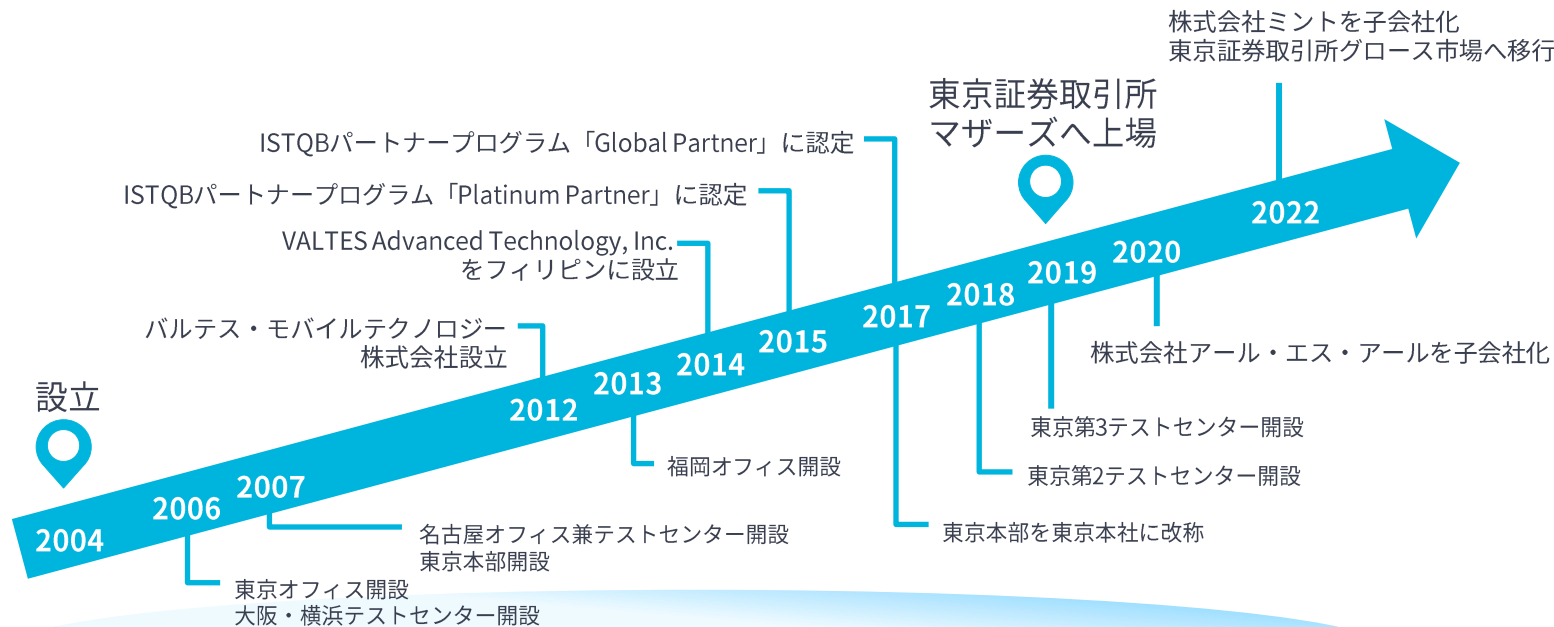 株式会社ミントを子会社化
東京証券取引所グロース市場へ移行
東京証券取引所
マザーズへ上場
ISTQBパートナープログラム「Global Partner」に認定
ISTQBパートナープログラム「Platinum Partner」に認定
VALTES Advanced Technology, Inc.
をフィリピンに設立
バルテス・モバイルテクノロジー
株式会社設立
設立
2004
2006
2007
2012
2013
2014
2015
2017
2018
2019
2020
2022
株式会社アール・エス・アールを子会社化
東京第3テストセンター開設
東京第2テストセンター開設
東京本部を東京本社に改称
福岡オフィス開設
名古屋オフィス兼テストセンター開設
東京本部開設
東京オフィス開設
大阪・横浜テストセンター開設